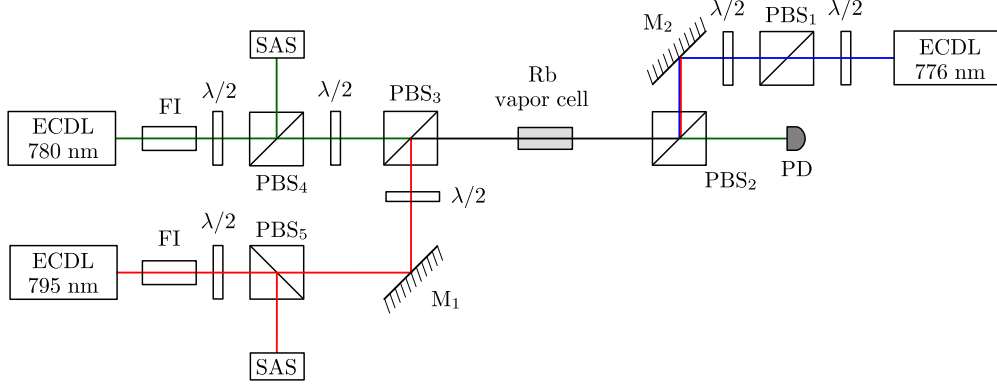 M₂
λ/2
PBS₁
λ/2
SAS
ECDL
776 nm
FI
λ/2
λ/2
PBS₃
Rb
vapor cell
ECDL
780 nm
PBS₄
PBS₂
PD
λ/2
FI
λ/2
PBS₅
ECDL
795 nm
M₁
SAS